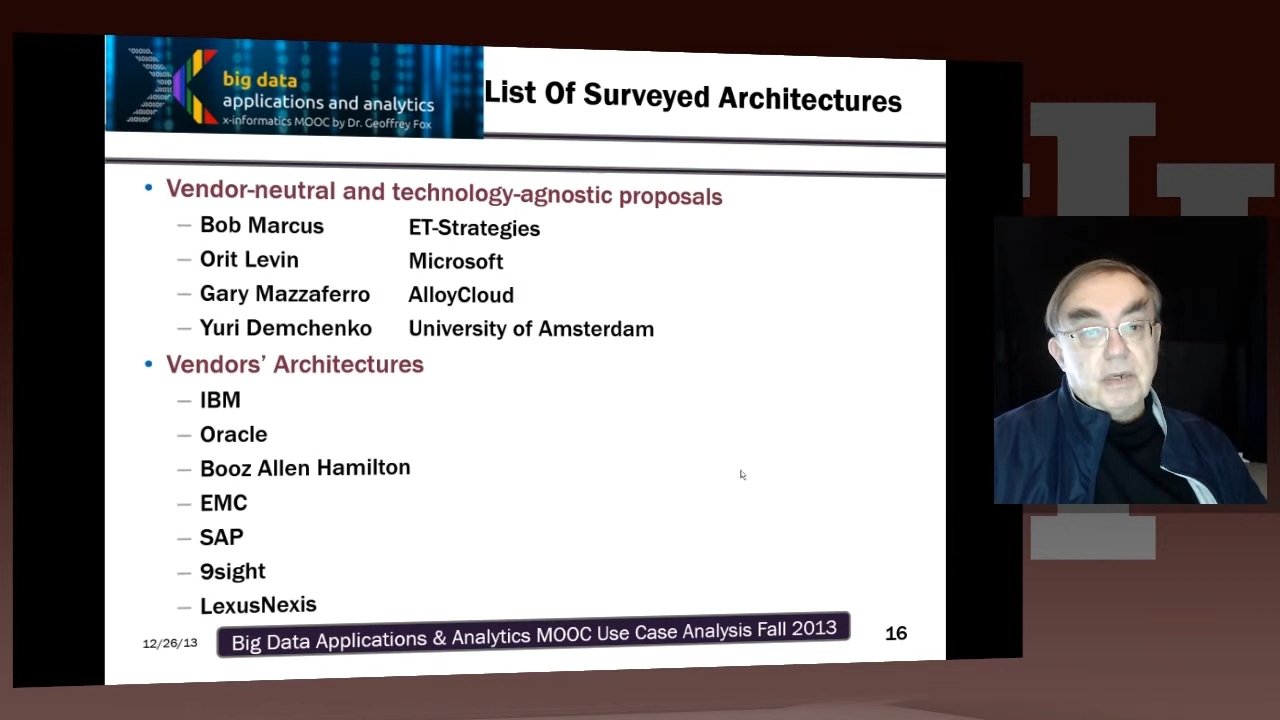 big data
applications and analytics
x-informatics MOOC by Dr. Geoffrey Fox
List Of Surveyed Architectures
• Vendor-neutral and technology-agnostic proposals
— Bob Marcus ET-Strategies
— Orit Levin Microsoft
— Gary Mazzaferro AlloyCloud
— Yuri Demchenko University of Amsterdam
• Vendors’ Architectures
— IBM
— Oracle
— Booz Allen Hamilton
— EMC
— SAP
— 9sight
— LexusNexis
12/26/13 Big Data Applications & Analytics MOOC Use Case Analysis Fall 2013 16